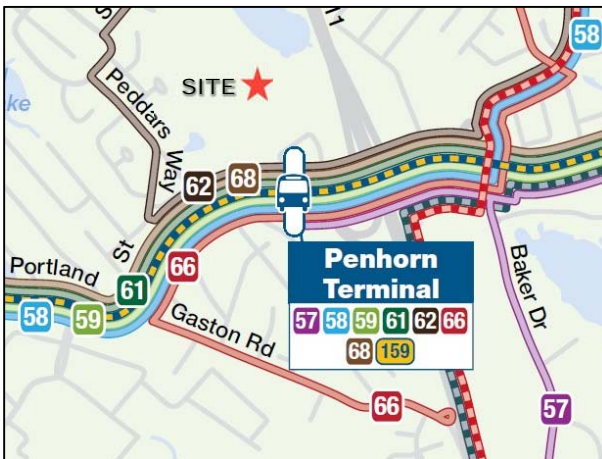 58
SITE
Peddars
Way
62
68
St
Portland
61
66
58
59
Gaston Rd
66
Penhorn
Terminal
57 58 59 61 62 66
68 159
Baker Dr
57